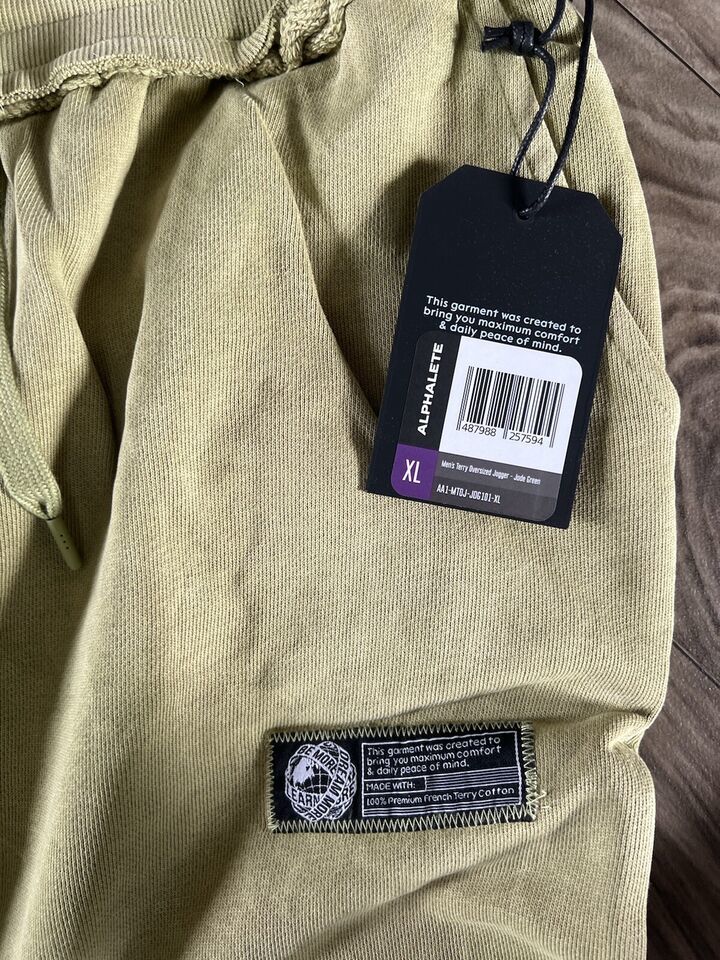 This garment was created to
bring you maximum comfort
& daily peace of mind.
ALPHALETE
487988 257594
XL
Men's Terry Oversized Jogger - Jade Green
AA1-MTOJ-JDG101-XL
This garment was created to
bring you maximum comfort
& daily peace of mind.
MADE WITH:
100% Premium French Terry Cotton